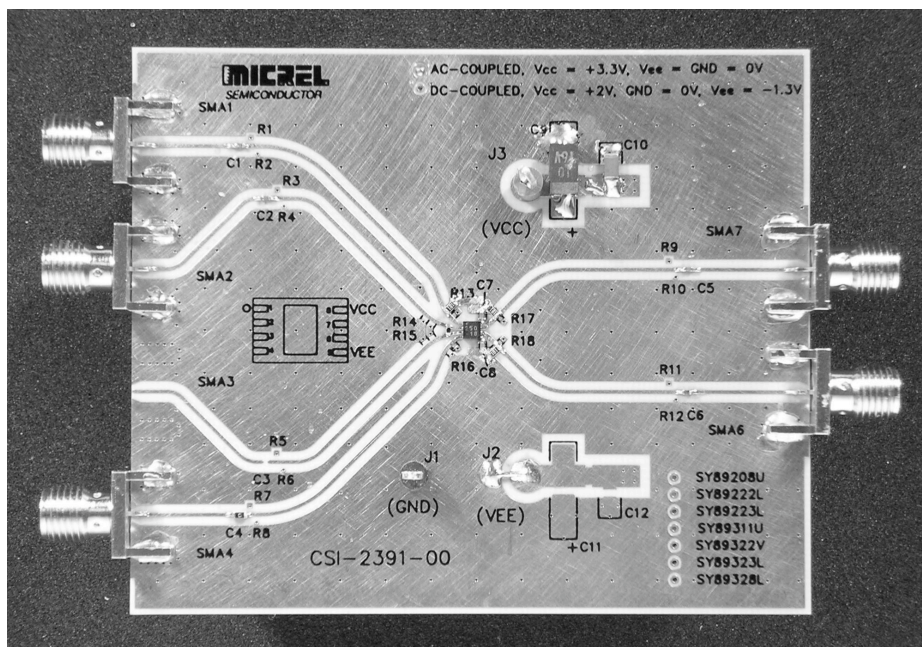 MICREL
SEMICONDUCTOR
AC-COUPLED, Vcc = +3.3V, Vee = GND = 0V
DC-COUPLED, Vcc = +2V, GND = 0V, Vee = -1.3V
SMA1
R1
C1 R2
R3
C2 R4
SMA2
J3
(VCC)
C9
C10
+
SMA7
R9
R10 C5
R13
C7
R14
R15
R17
R18
R16
C8
VCC
VEE
SMA3
R5
C3 R6
R7
C4 R8
SMA4
R11
R12 C6
SMA6
J1
(GND)
J2
(VEE)
+C11
C12
SY89208U
SY89222L
SY89223L
SY89311U
SY89322V
SY89323L
SY89328L
CSI-2391-00